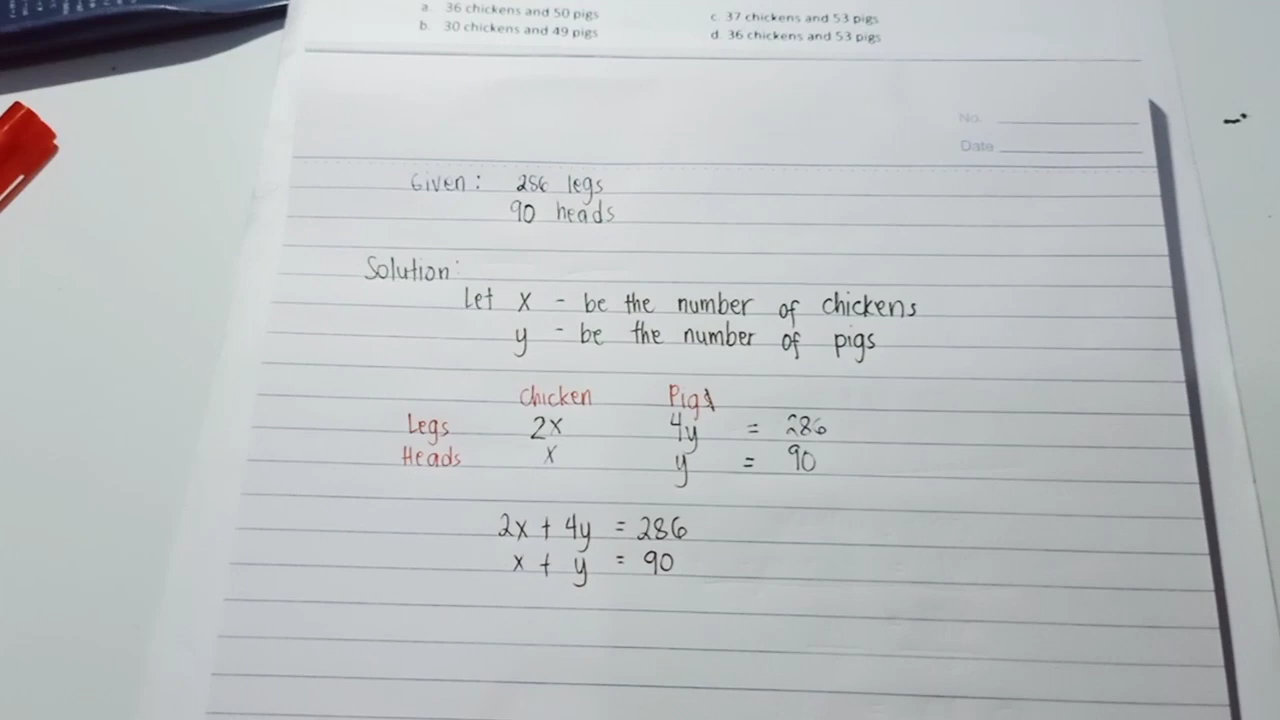 a. 36 chickens and 50 pigs
c. 37 chickens and 53 pigs
b. 30 chickens and 49 pigs
d. 36 chickens and 53 pigs
No.
Date
Given: 286 legs
90 heads
Solution:
Let x - be the number of chickens
y - be the number of pigs
Chicken Pigs
Legs 2x 4y = 286
Heads x y = 90
2x + 4y = 286
x + y = 90